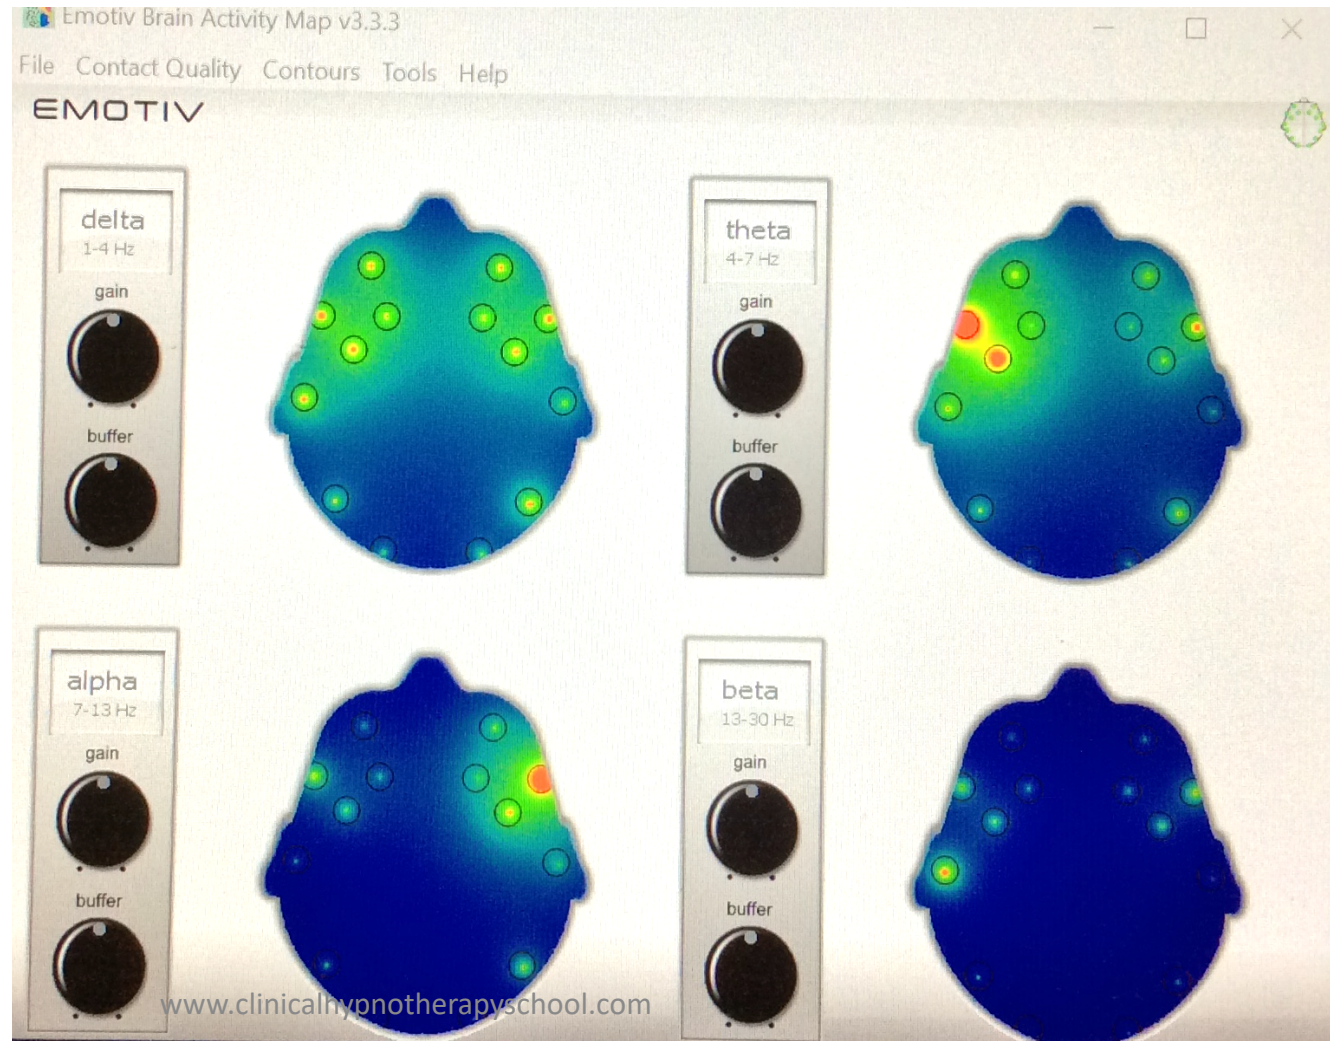 Emotiv Brain Activity Map v3.3.3
File Contact Quality Contours Tools Help
EMOTIV
delta
1-4 Hz
gain
buffer
theta
4-7 Hz
gain
buffer
alpha
7-13 Hz
gain
buffer
beta
13-30 Hz
gain
buffer
www.clinicalhypnotherapyschool.com